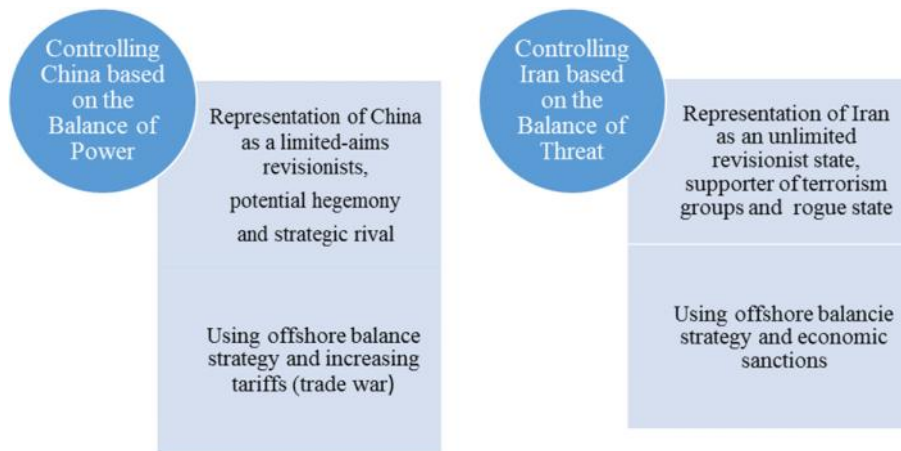 Controlling
China based
on the
Balance of
Power
Representation of China
as a limited-aims
revisionists,
potential hegemony
and strategic rival
Using offshore balance
strategy and increasing
tariffs (trade war)
Controlling
Iran based
on the
Balance of
Threat
Representation of Iran
as an unlimited
revisionist state,
supporter of terrorism
groups and rogue state
Using offshore balancie
strategy and economic
sanctions